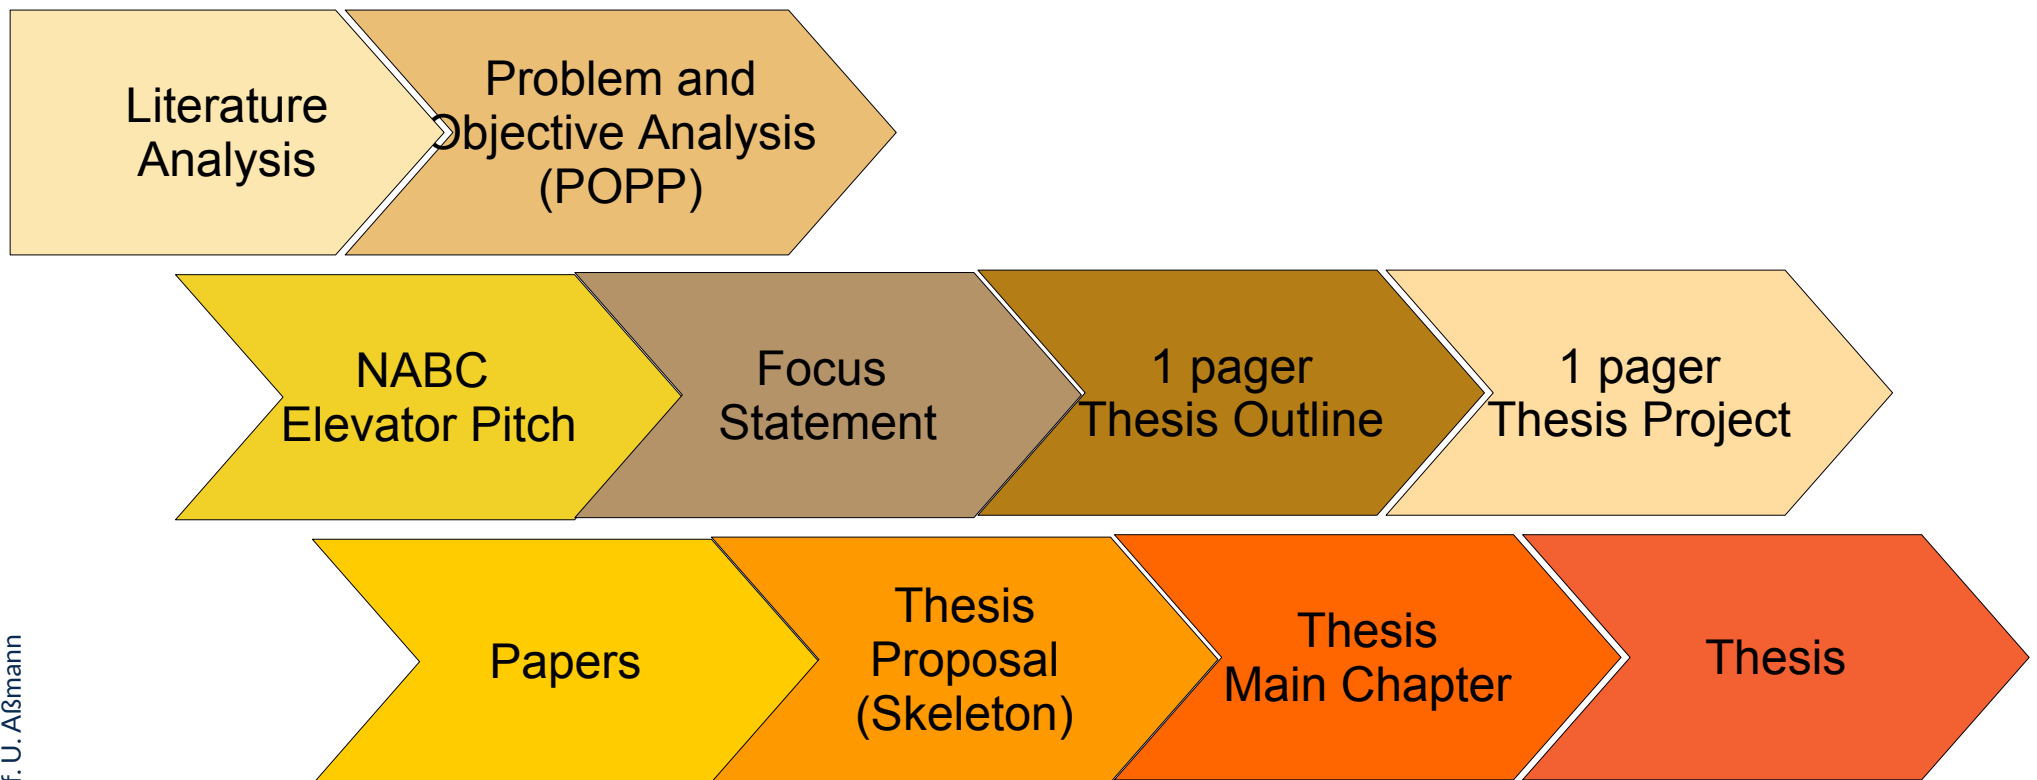 Literature
Analysis
Problem and
Objective Analysis
(POPP)
NABC
Elevator Pitch
Focus
Statement
1 pager
Thesis Outline
1 pager
Thesis Project
Papers
Thesis
Proposal
(Skeleton)
Thesis
Main Chapter
Thesis
U. Aßmann